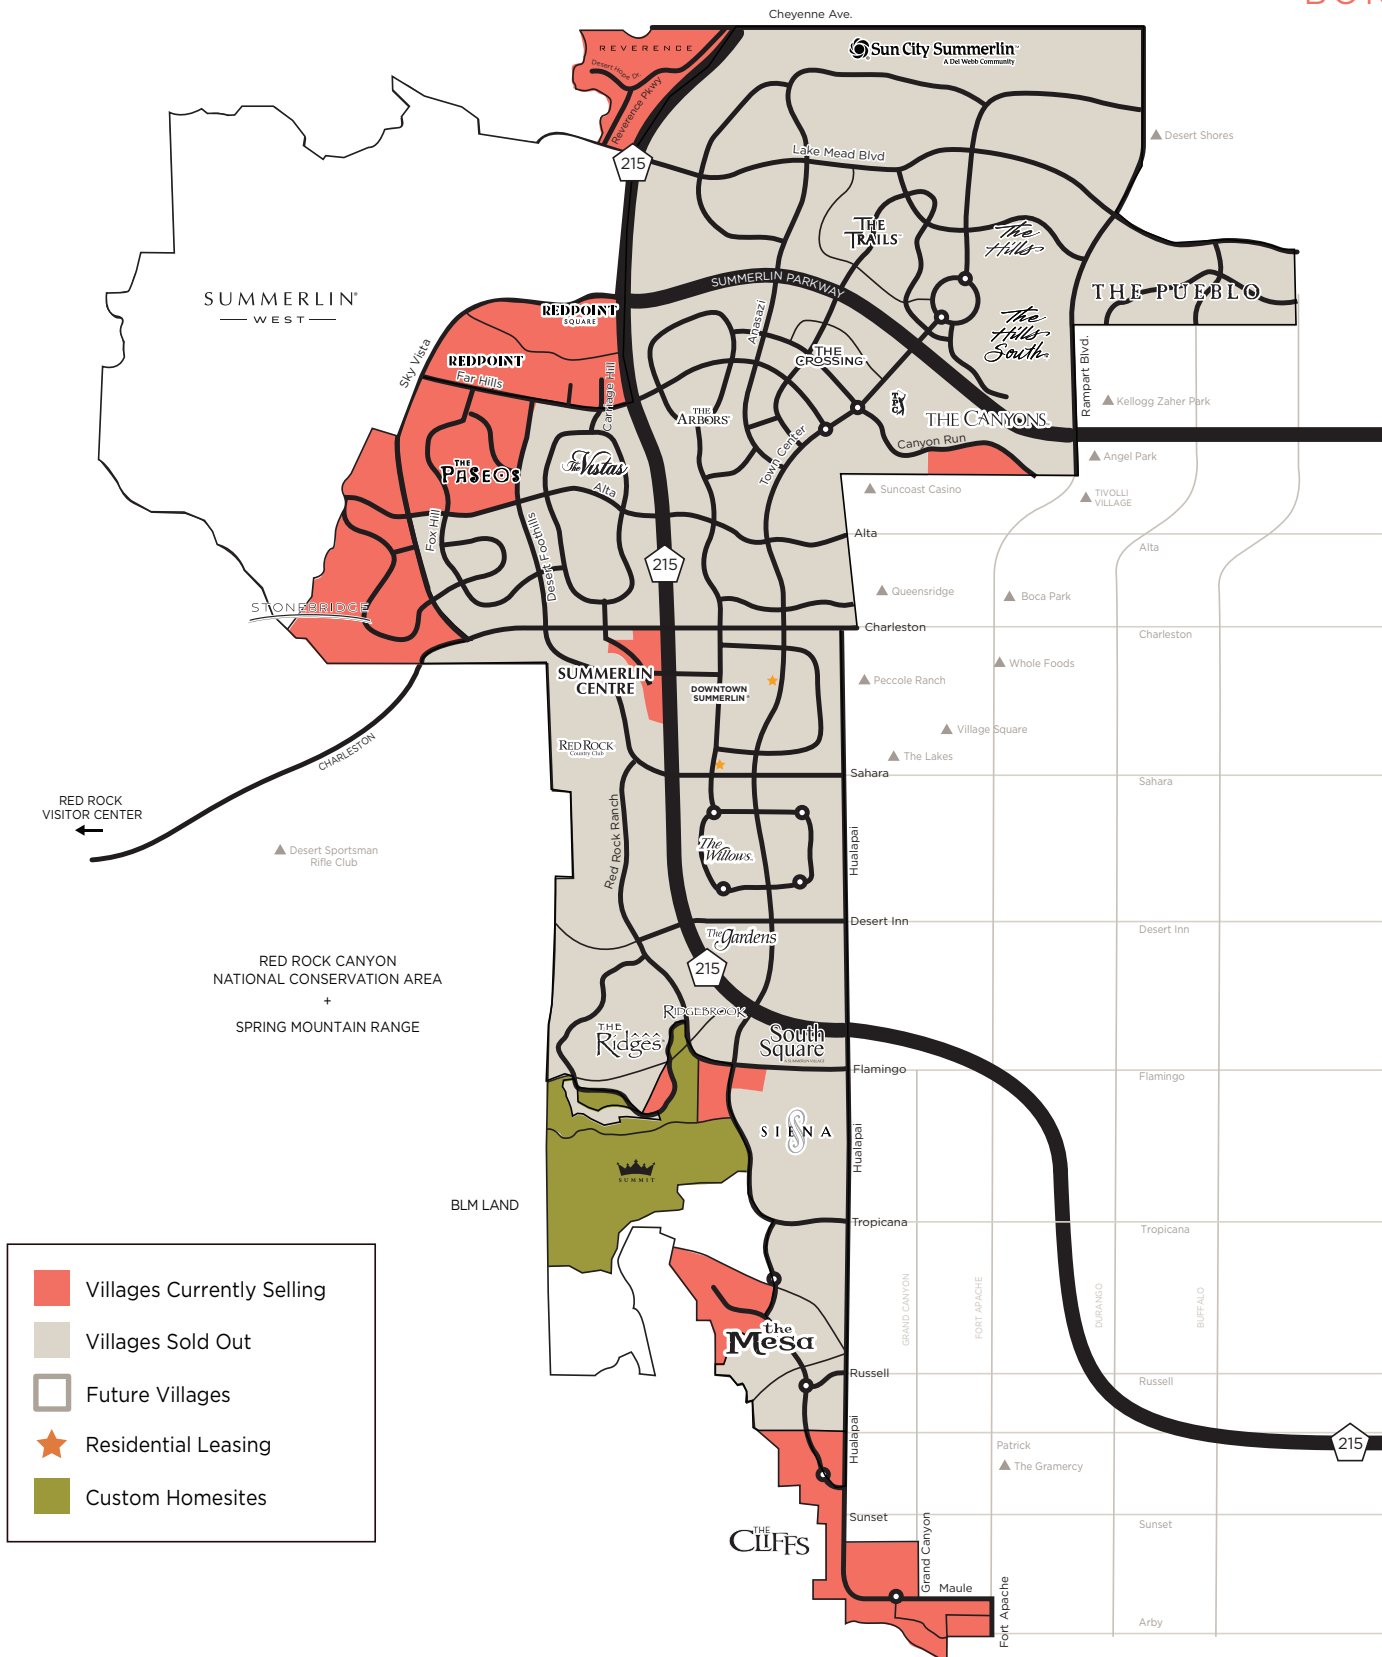 Cheyenne Ave.
REVERENCE
Desert Hope Dr.
Reverence Pkwy
Sun City Summerlin
A Del Webb Community
Desert Shores
215
Lake Mead Blvd
THE TRAILS
The Hills
SUMMERLIN PARKWAY
THE PUEBLO
SUMMERLIN®
WEST
REDPOINT
SQUARE
Anasazi
The
Hills
South
Sky Vista
REDPOINT
Far Hills
Carriage Hill
THE
CROSSING
Rampart Blvd.
Kellogg Zaher Park
THE
ARBORS
TPC
THE CANYONS
Town Center
Canyon Run
Angel Park
THE
PASEOS
The Vistas
Alta
Suncoast Casino
TIVOLLI
VILLAGE
Fox Hill
Desert Foothills
Alta
Alta
215
Queensridge
Boca Park
STONEBRIDGE
Charleston
Charleston
SUMMERLIN
CENTRE
DOWNTOWN
SUMMERLIN®
Whole Foods
Peccole Ranch
CHARLESTON
RED ROCK
Country Club
Village Square
The Lakes
Sahara
Sahara
RED ROCK
VISITOR CENTER
Desert Sportsman
Rifle Club
Red Rock Ranch
The
Willows
Hualapai
Desert Inn
Desert Inn
The Gardens
RED ROCK CANYON
NATIONAL CONSERVATION AREA
+
SPRING MOUNTAIN RANGE
215
RIDGEBROOK
THE
Ridges
South
Square
A SUMMERLIN VILLAGE
Flamingo
Flamingo
SIENA
Hualapai
SUMMIT
BLM LAND
Tropicana
Tropicana
GRAND CANYON
FORT APACHE
DURANGO
BUFFALO
Villages Currently Selling
Villages Sold Out
Future Villages
Residential Leasing
Custom Homesites
the
Mesa
Russell
Russell
Hualapai
Patrick
The Gramercy
215
THE
CLIFFS
Sunset
Sunset
Grand Canyon
Maule
Fort Apache
Arby